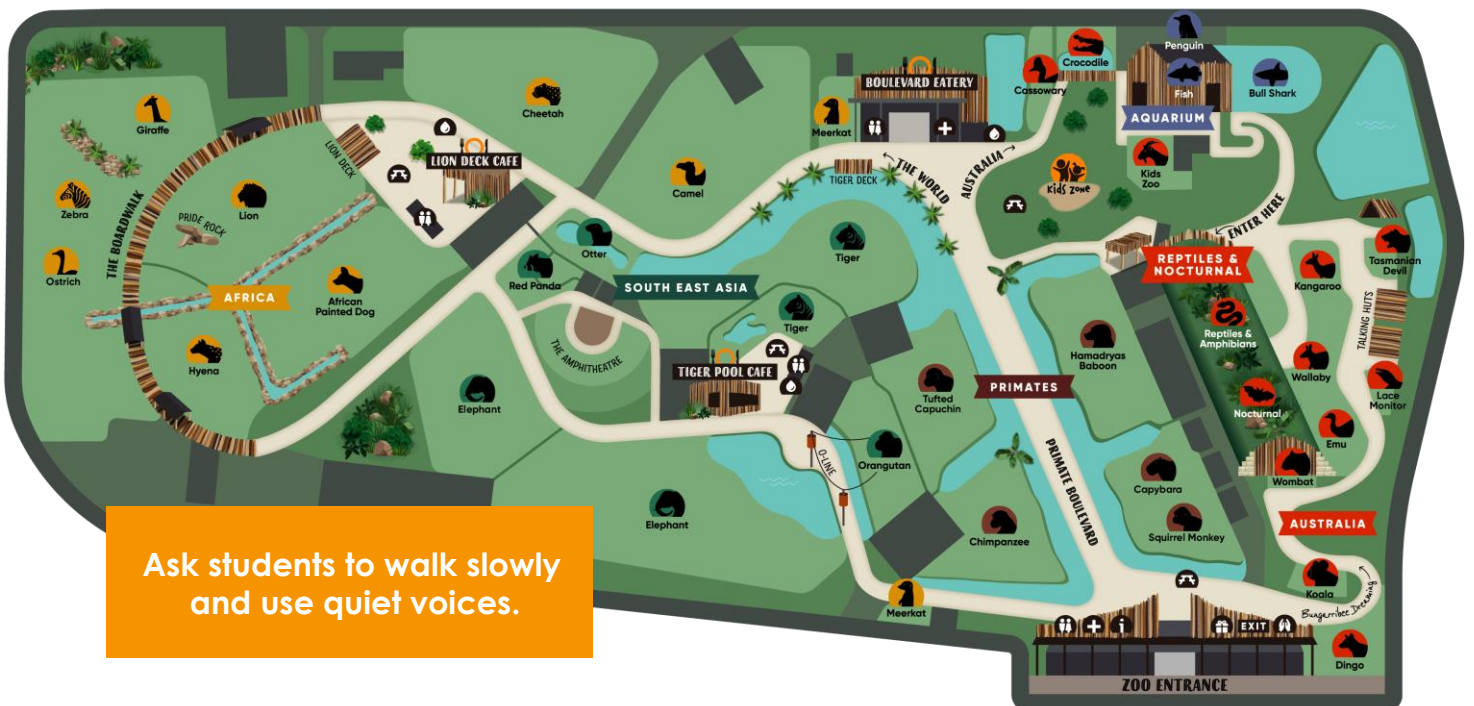 Giraffe
Zebra
Ostrich
THE BOARDWALK
Lion
PRIDE ROCK
AFRICA
African
Painted Dog
Hyena
LION DECK
LION DECK CAFE
Cheetah
Camel
Otter
Red Panda
SOUTH EAST ASIA
THE AMPHITHEATRE
Elephant
Elephant
Tiger
Tiger
TIGER POOL CAFE
TIGER DECK
Meerkat
BOULEVARD EATERY
THE WORLD
AUSTRALIA
Cassowary
Crocodile
Penguin
Fish
Bull Shark
AQUARIUM
Kids Zone
Kids
Zoo
ENTER HERE
REPTILES &
NOCTURNAL
Reptiles &
Amphibians
Nocturnal
Wombat
Kangaroo
Tasmanian
Devil
TALKING HUTS
Wallaby
Lace
Monitor
Emu
AUSTRALIA
Koala
Bungarribee Dreaming
Dingo
Hamadryas
Baboon
PRIMATES
Tufted
Capuchin
PRIMATE BOULEVARD
Capybara
Squirrel Monkey
Chimpanzee
Orangutan
O-LINE
Meerkat
i
EXIT
ZOO ENTRANCE
Ask students to walk slowly
and use quiet voices.